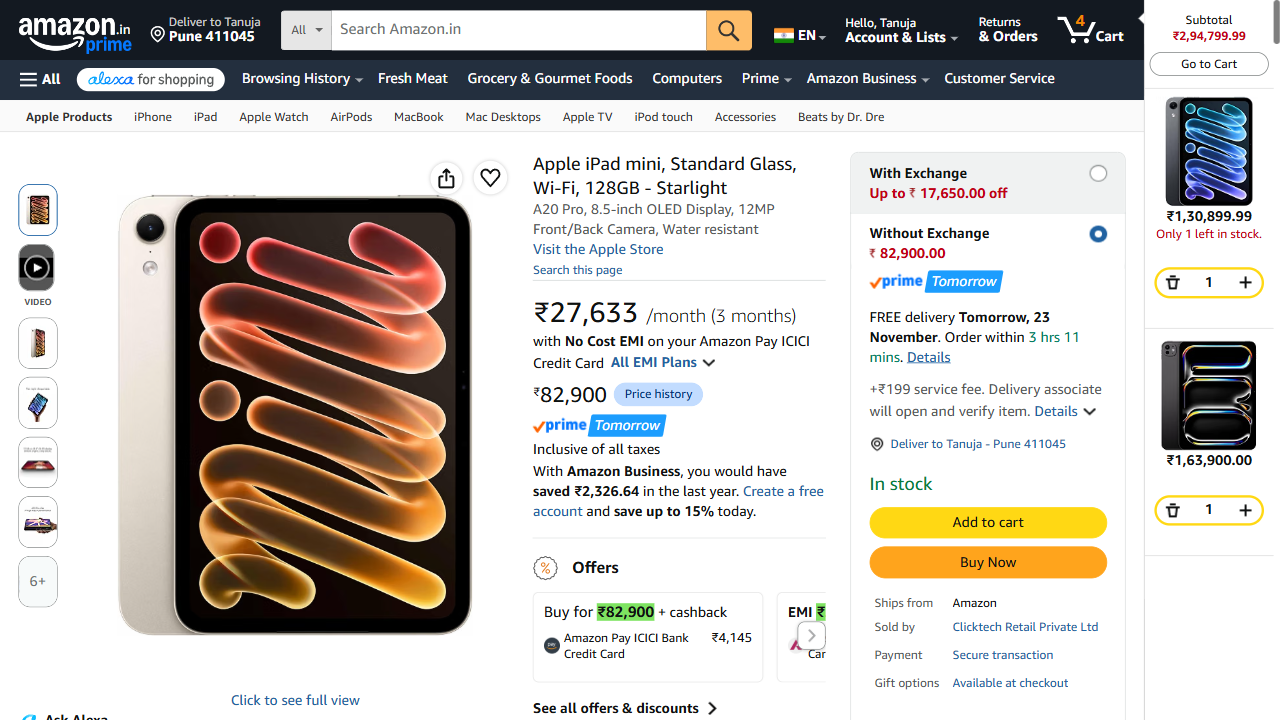 amazon.in
prime
Deliver to Tanuja
Pune 411045
All
Search Amazon.in
EN
Hello, Tanuja
Account & Lists
Returns
& Orders
4
Cart
All
alexa for shopping
Browsing History
Fresh Meat
Grocery & Gourmet Foods
Computers
Prime
Amazon Business
Customer Service
Apple Products
iPhone
iPad
Apple Watch
AirPods
MacBook
Mac Desktops
Apple TV
iPod touch
Accessories
Beats by Dr. Dre
VIDEO
6+
Click to see full view
Ask Alexa
Apple iPad mini, Standard Glass,
Wi-Fi, 128GB - Starlight
A20 Pro, 8.5-inch OLED Display, 12MP
Front/Back Camera, Water resistant
Visit the Apple Store
Search this page
₹27,633 /month (3 months)
with No Cost EMI on your Amazon Pay ICICI
Credit Card All EMI Plans
₹82,900 Price history
prime Tomorrow
Inclusive of all taxes
With Amazon Business, you would have
saved ₹2,326.64 in the last year. Create a free
account and save up to 15% today.
% Offers
Buy for ₹82,900 + cashback
pay
Amazon Pay ICICI Bank
Credit Card
₹4,145
EMI ₹
Car
See all offers & discounts
With Exchange
Up to ₹ 17,650.00 off
Without Exchange
₹ 82,900.00
prime Tomorrow
FREE delivery Tomorrow, 23
November. Order within 3 hrs 11
mins. Details
+₹199 service fee. Delivery associate
will open and verify item. Details
Deliver to Tanuja - Pune 411045
In stock
Add to cart
Buy Now
Ships from Amazon
Sold by Clicktech Retail Private Ltd
Payment Secure transaction
Gift options Available at checkout
Subtotal
₹2,94,799.99
Go to Cart
₹1,30,899.99
Only 1 left in stock.
1
₹1,63,900.00
1